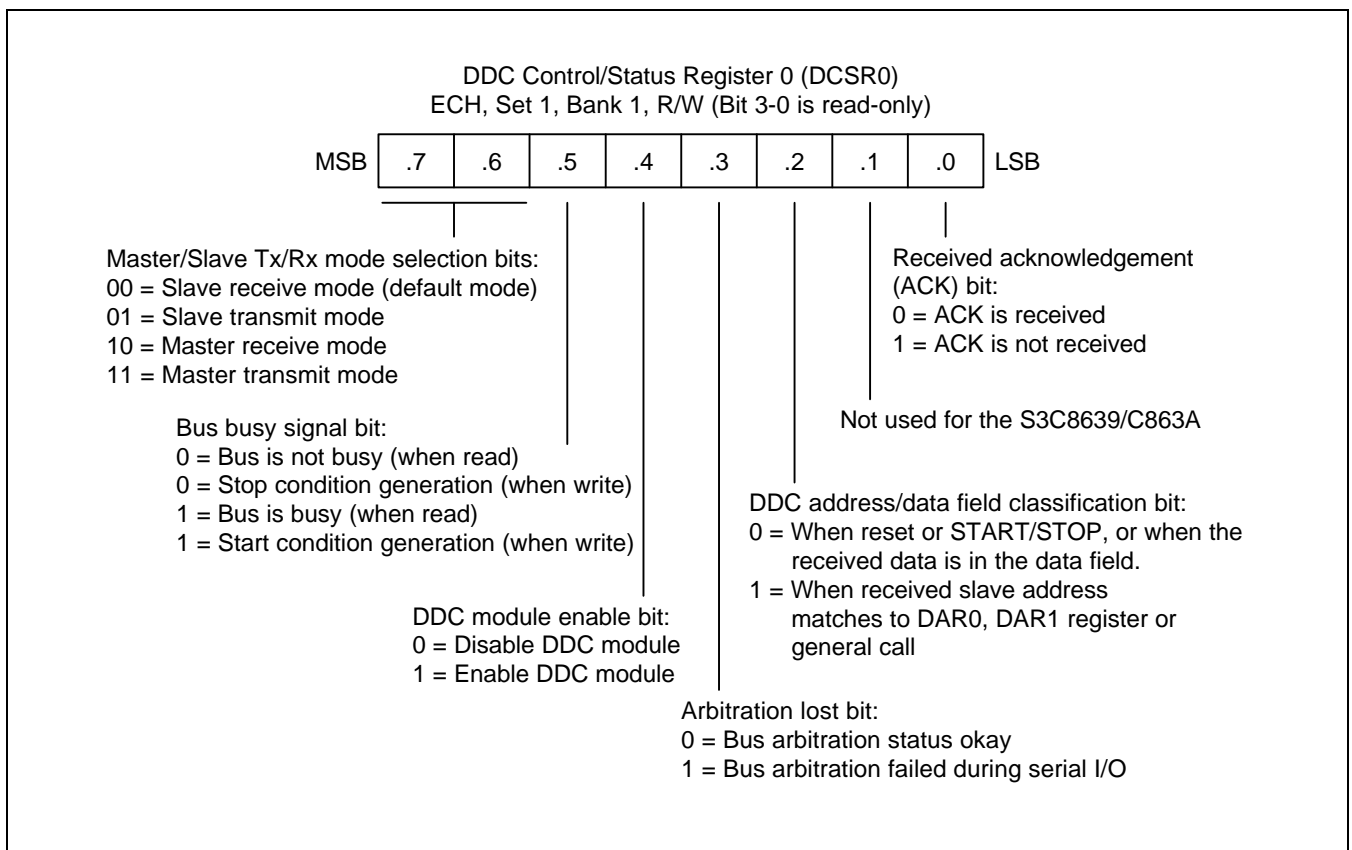 DDC Control/Status Register 0 (DCSR0)
ECH, Set 1, Bank 1, R/W (Bit 3-0 is read-only)
MSB .7 .6 .5 .4 .3 .2 .1 .0 LSB
Master/Slave Tx/Rx mode selection bits:
00 = Slave receive mode (default mode)
01 = Slave transmit mode
10 = Master receive mode
11 = Master transmit mode
Received acknowledgement
(ACK) bit:
0 = ACK is received
1 = ACK is not received
Bus busy signal bit:
0 = Bus is not busy (when read)
0 = Stop condition generation (when write)
1 = Bus is busy (when read)
1 = Start condition generation (when write)
Not used for the S3C8639/C863A
DDC address/data field classification bit:
0 = When reset or START/STOP, or when the
received data is in the data field.
1 = When received slave address
matches to DAR0, DAR1 register or
general call
DDC module enable bit:
0 = Disable DDC module
1 = Enable DDC module
Arbitration lost bit:
0 = Bus arbitration status okay
1 = Bus arbitration failed during serial I/O